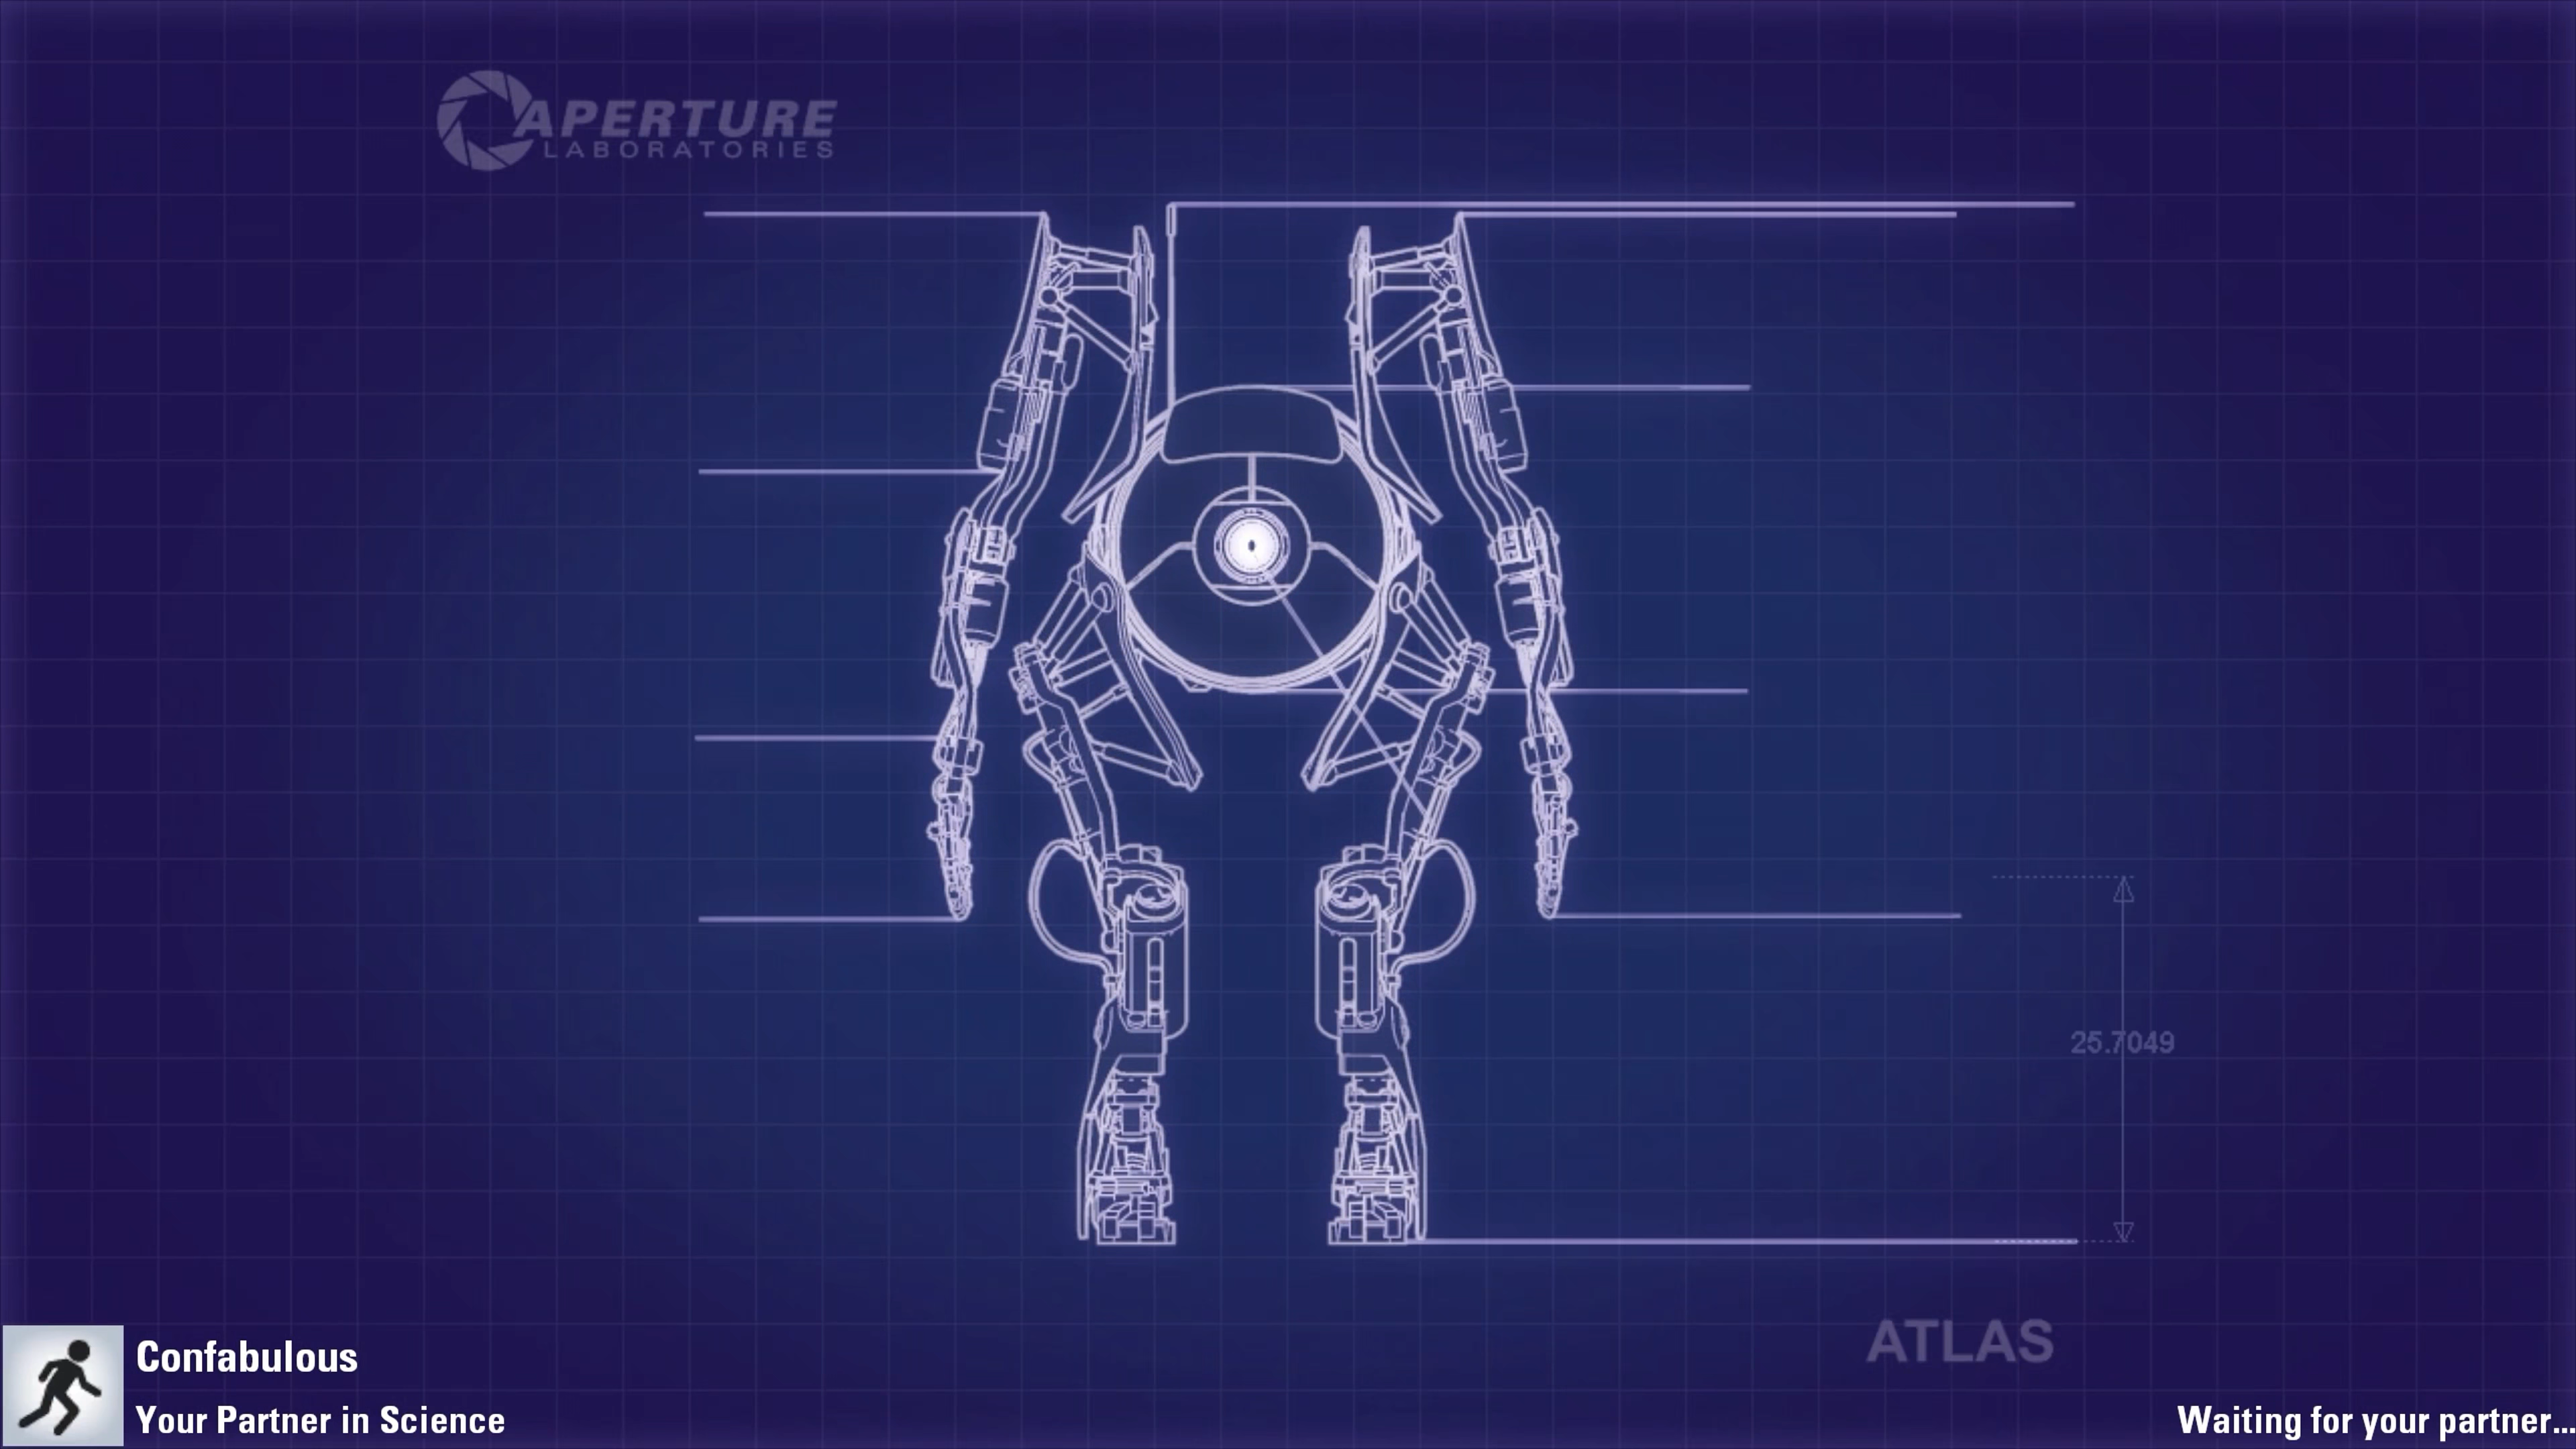 APERTURE
LABORATORIES
25.7049
ATLAS
Confabulous
Your Partner in Science
Waiting for your partner...